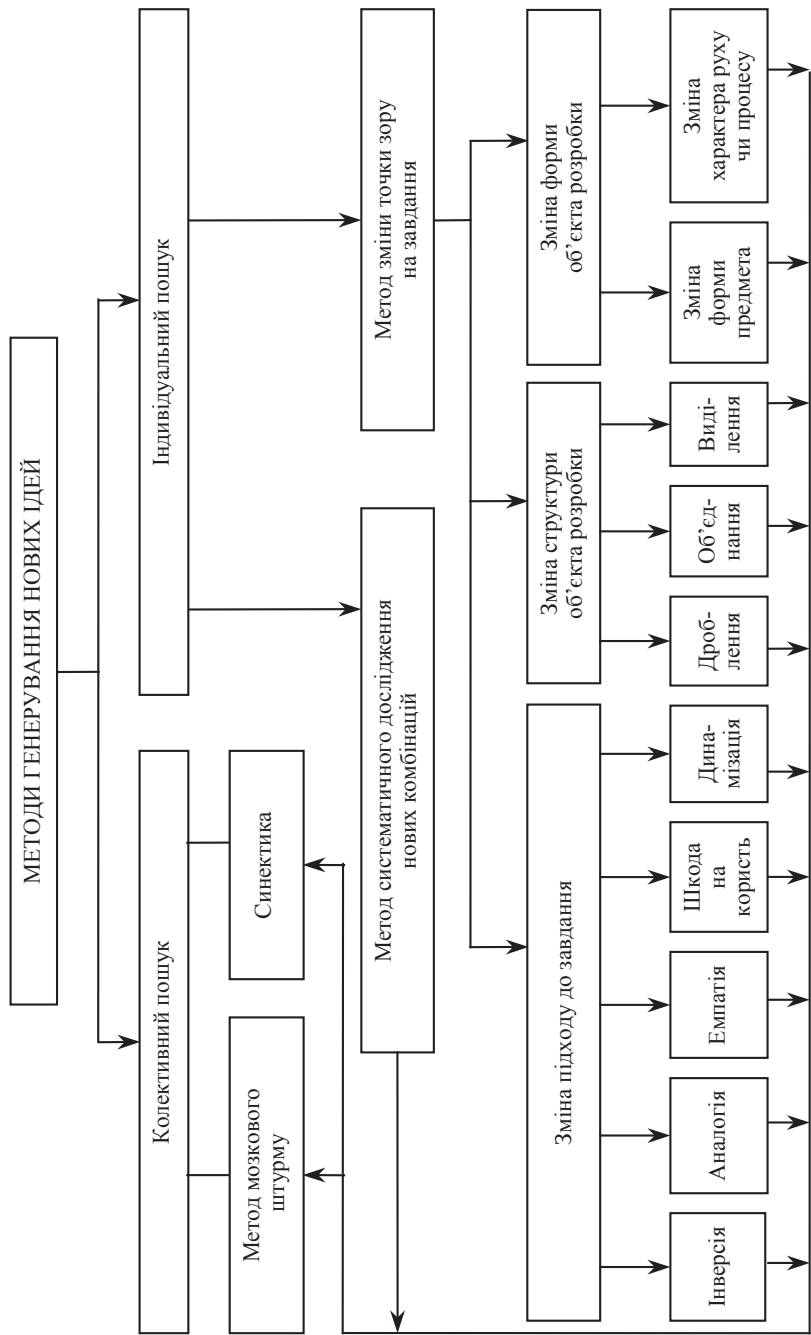 МЕТОДИ ГЕНЕРУВАННЯ НОВИХ ІДЕЙ
Колективний пошук
Індивідуальний пошук
Метод мозкового
штурму
Синектика
Метод систематичного дослідження
нових комбінацій
Метод зміни точки зору
на завдання
Зміна підходу до завдання
Зміна структури
об’єкта розробки
Зміна форми
об’єкта розробки
Інверсія
Аналогія
Емпатія
Шкода
на
користь
Дина-
мізація
Дроб-
лення
Об’єд-
нання
Виді-
лення
Зміна
форми
предмета
Зміна
характера руху
чи процесу